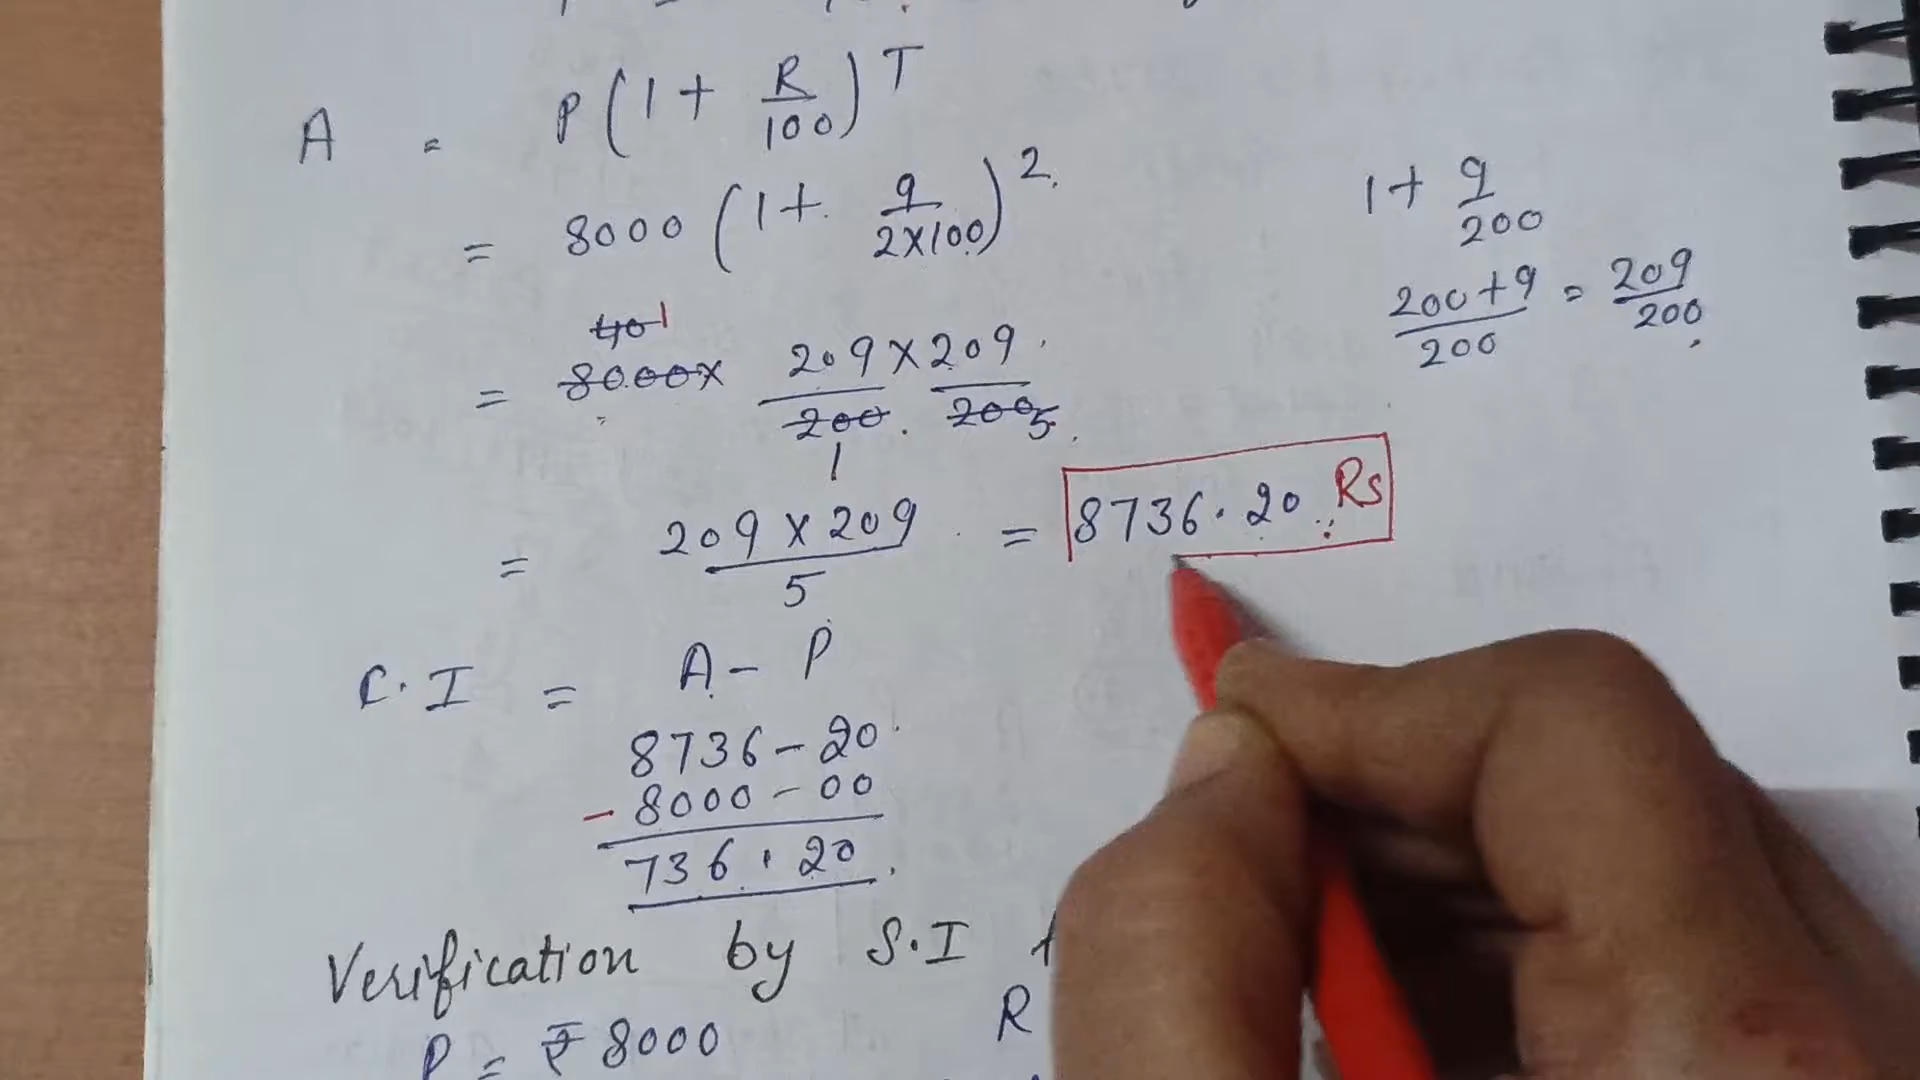 A = P(1 + R/100)^T
= 8000 (1 + 9/2×100)^2
1 + 9/200
200+9/200 = 209/200
40 1
= 8000 × 209/200 × 209/200 5
1
= 209 × 209/5 = 8736.20 Rs
C.I = A - P
8736-20
- 8000-00
736.20
Verification by S.I
P = ₹ 8000 R